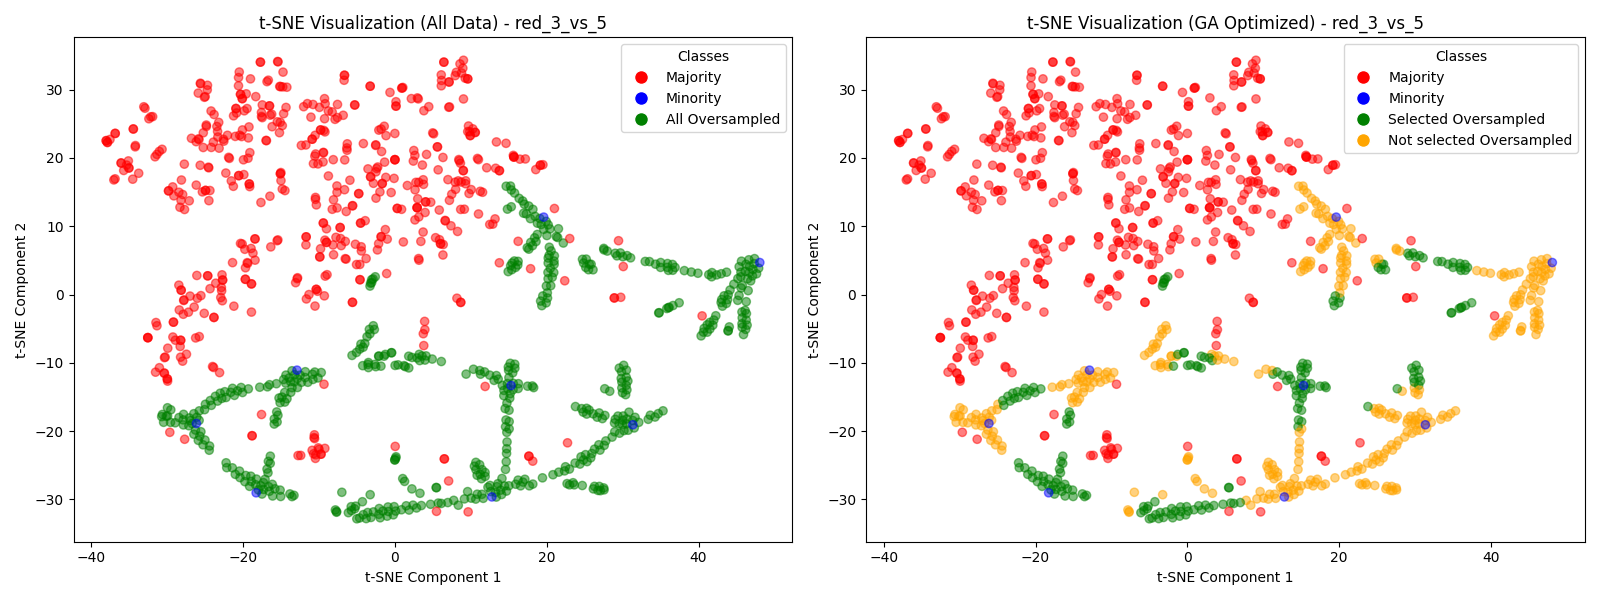 t-SNE Visualization (All Data) - red_3_vs_5
Classes
Majority
Minority
All Oversampled
30
20
10
0
−10
−20
−30
−40
−20
0
20
40
t-SNE Component 2
t-SNE Component 1
t-SNE Visualization (GA Optimized) - red_3_vs_5
Classes
Majority
Minority
Selected Oversampled
Not selected Oversampled
30
20
10
0
−10
−20
−30
−40
−20
0
20
40
t-SNE Component 2
t-SNE Component 1